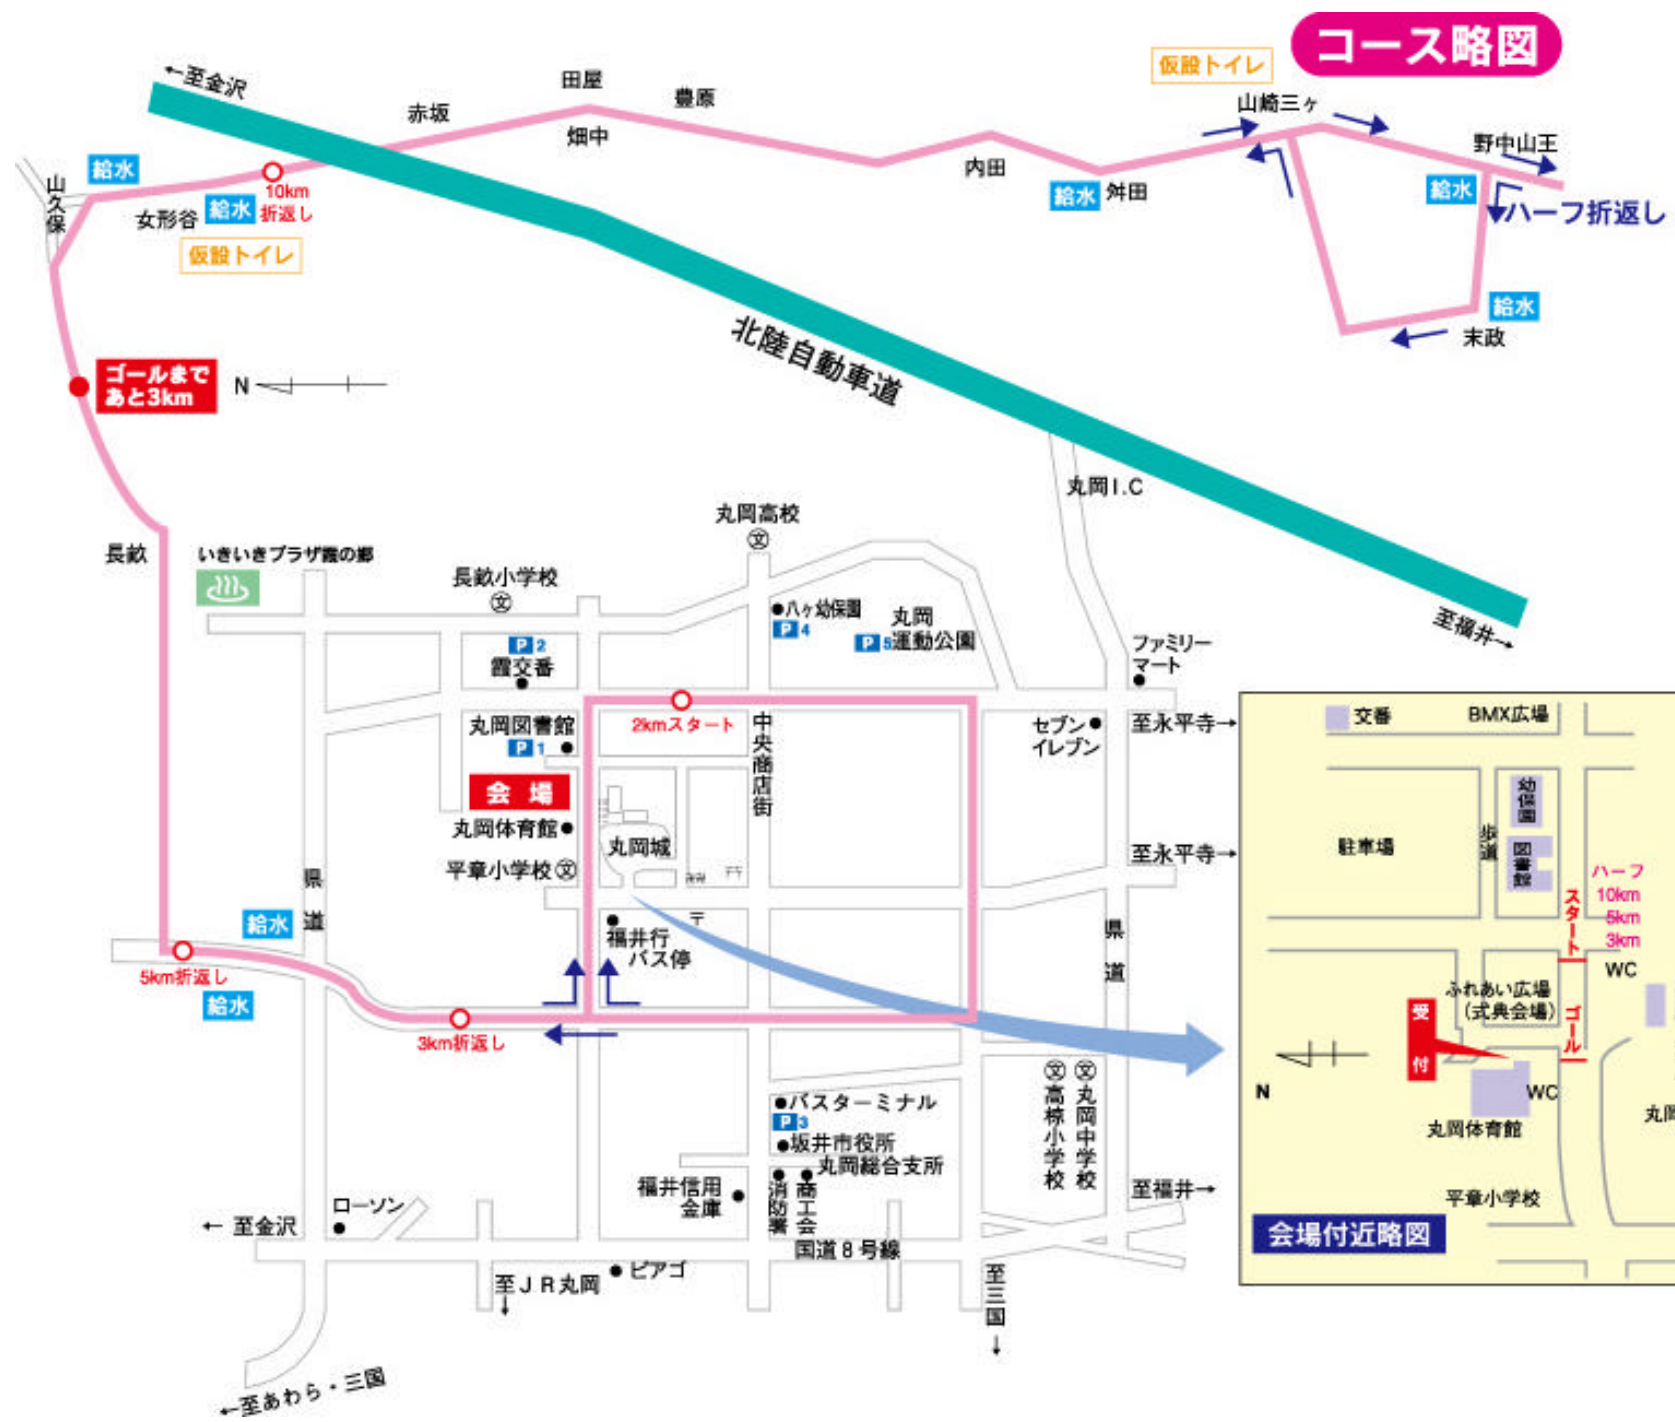 コース略図
仮設トイレ
←至金沢
田屋
豊原
赤坂
畑中
山崎三ヶ
野中山王
給水
山久保
10km
折返し
女形谷
給水
仮設トイレ
内田
給水
舛田
給水
ハーフ折返し
給水
末政
北陸自動車道
ゴールまで
あと3km
N
丸岡I.C
至福井→
長畝
いきいきプラザ霞の郷
丸岡高校
文
長畝小学校
文
八ヶ幼保園
P 4
丸岡
運動公園
P 5
P 2
霞交番
ファミリー
マート
丸岡図書館
P 1
2kmスタート
中央商店街
セブン
イレブン
至永平寺→
会場
丸岡体育館
丸岡城
平章小学校
文
至永平寺→
県道
給水
福井行
バス停
〒
県道
5km折返し
給水
3km折返し
バスターミナル
P 3
坂井市役所
丸岡総合支所
福井信用
金庫
消防署
商工会
文
高椋小学校
文
丸岡中学校
至福井→
ローソン
← 至金沢
国道8号線
ピアゴ
至JR丸岡
↓
至三国
↓
←至あわら・三国
交番
BMX広場
幼保園
駐車場
歩道
図書館
ハーフ
10km
5km
3km
スタート
WC
ふれあい広場
（式典会場）
ゴール
受付
N
WC
丸岡体育館
丸岡
平章小学校
会場付近略図